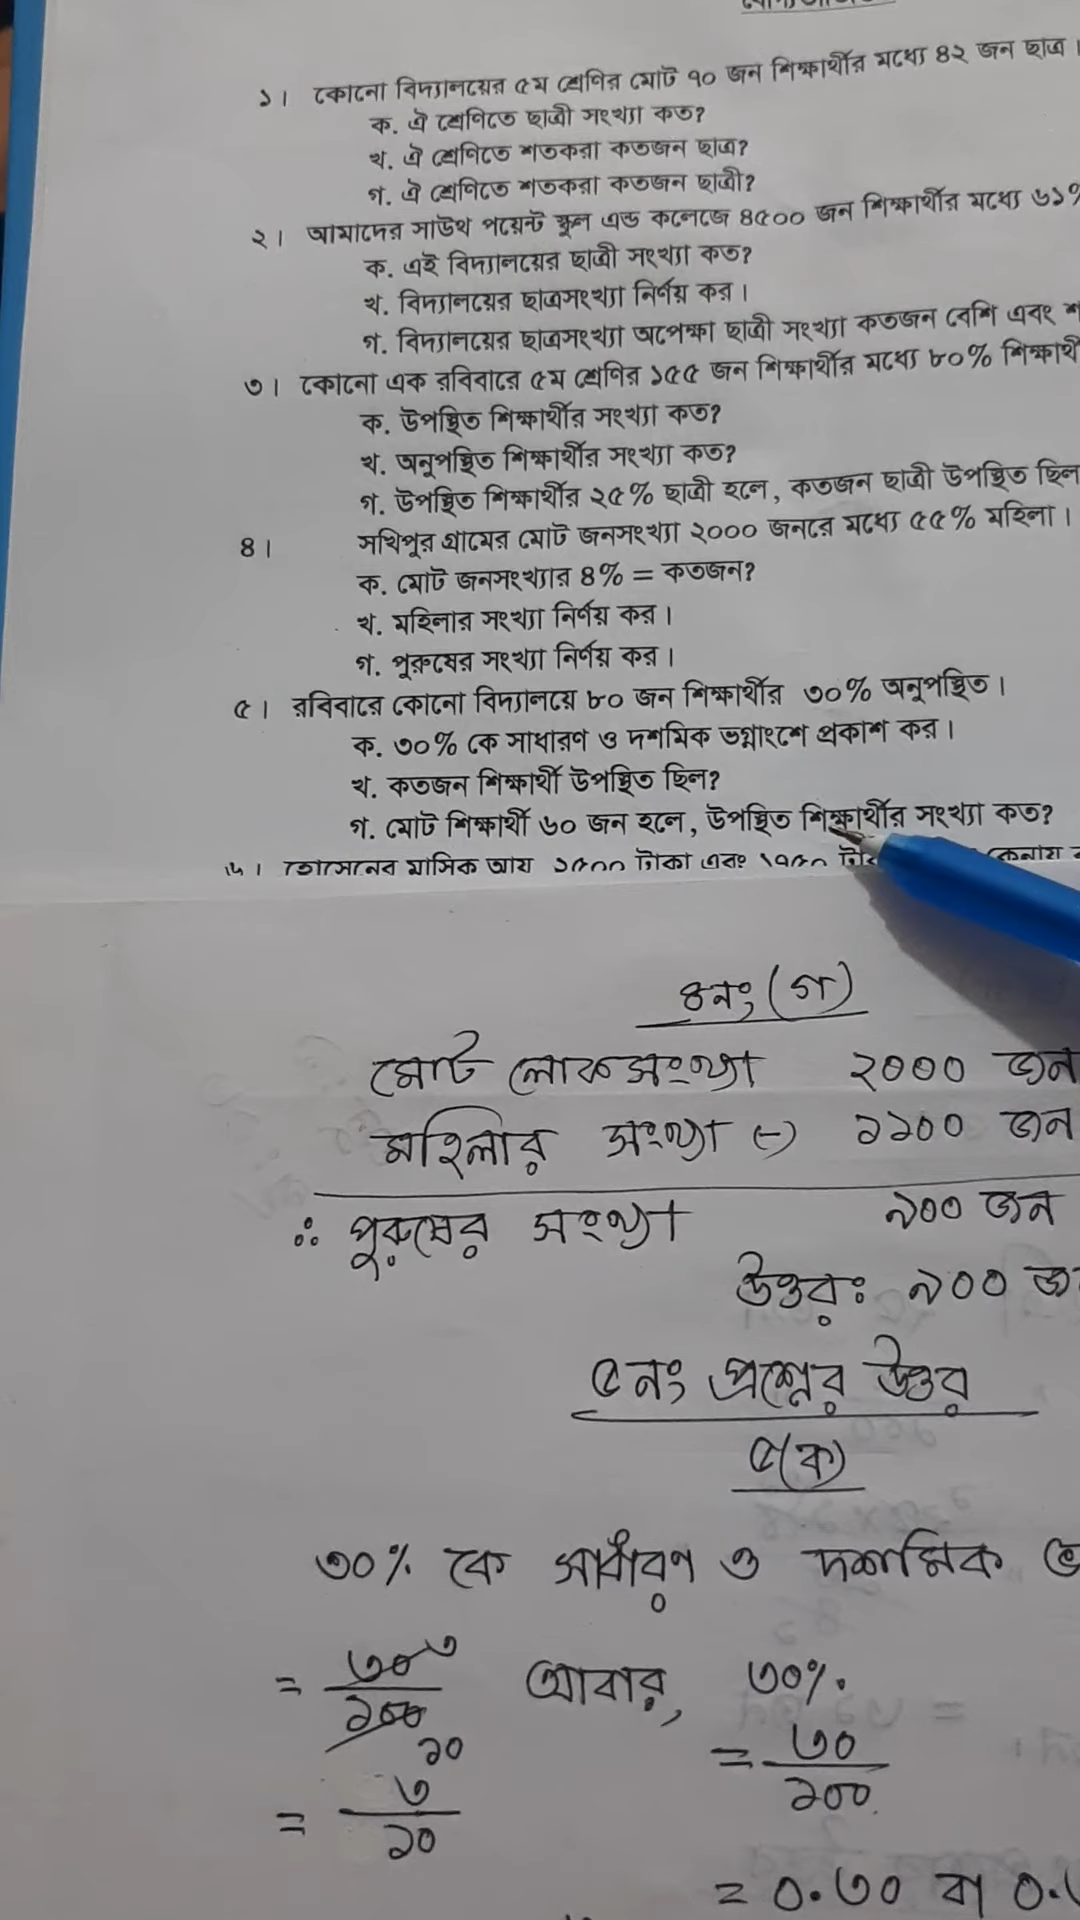 ১। কোনো বিদ্যালয়ের ৫ম শ্রেণির মোট ৭০ জন শিক্ষার্থীর মধ্যে ৪২ জন ছাত্র।
ক. ঐ শ্রেণিতে ছাত্রী সংখ্যা কত?
খ. ঐ শ্রেণিতে শতকরা কতজন ছাত্র?
গ. ঐ শ্রেণিতে শতকরা কতজন ছাত্রী?
২। আমাদের সাউথ পয়েন্ট স্কুল এন্ড কলেজে ৪৫০০ জন শিক্ষার্থীর মধ্যে ৬১%
ক. এই বিদ্যালয়ের ছাত্রী সংখ্যা কত?
খ. বিদ্যালয়ের ছাত্রসংখ্যা নির্ণয় কর।
গ. বিদ্যালয়ের ছাত্রসংখ্যা অপেক্ষা ছাত্রী সংখ্যা কতজন বেশি এবং
৩। কোনো এক রবিবারে ৫ম শ্রেণির ১৫৫ জন শিক্ষার্থীর মধ্যে ৮০% শিক্ষার্থী
ক. উপস্থিত শিক্ষার্থীর সংখ্যা কত?
খ. অনুপস্থিত শিক্ষার্থীর সংখ্যা কত?
গ. উপস্থিত শিক্ষার্থীর ২৫% ছাত্রী হলে, কতজন ছাত্রী উপস্থিত ছিল
৪। সখিপুর গ্রামের মোট জনসংখ্যা ২০০০ জনরে মধ্যে ৫৫% মহিলা।
ক. মোট জনসংখ্যার ৪% = কতজন?
খ. মহিলার সংখ্যা নির্ণয় কর।
গ. পুরুষের সংখ্যা নির্ণয় কর।
৫। রবিবারে কোনো বিদ্যালয়ে ৮০ জন শিক্ষার্থীর ৩০% অনুপস্থিত।
ক. ৩০% কে সাধারণ ও দশমিক ভগ্নাংশে প্রকাশ কর।
খ. কতজন শিক্ষার্থী উপস্থিত ছিল?
গ. মোট শিক্ষার্থী ৬০ জন হলে, উপস্থিত শিক্ষার্থীর সংখ্যা কত?
৬। হোসেনের মাসিক আয় টাকা এবং
৪নং (গ)
মোট লোকসংখ্যা ২০০০ জন
মহিলার সংখ্যা (-) ১১০০ জন
∴ পুরুষের সংখ্যা ৯০০ জন
উত্তর: ৯০০
৫নং প্রশ্নের উত্তর
৫(ক)
৩০% কে সাধারণ ও দশমিক
= ৩০ ৩ / ১০০ ১০ আবার, ৩০%
= ৩ / ১০ = ৩০ / ১০০
= ০.৩০ বা